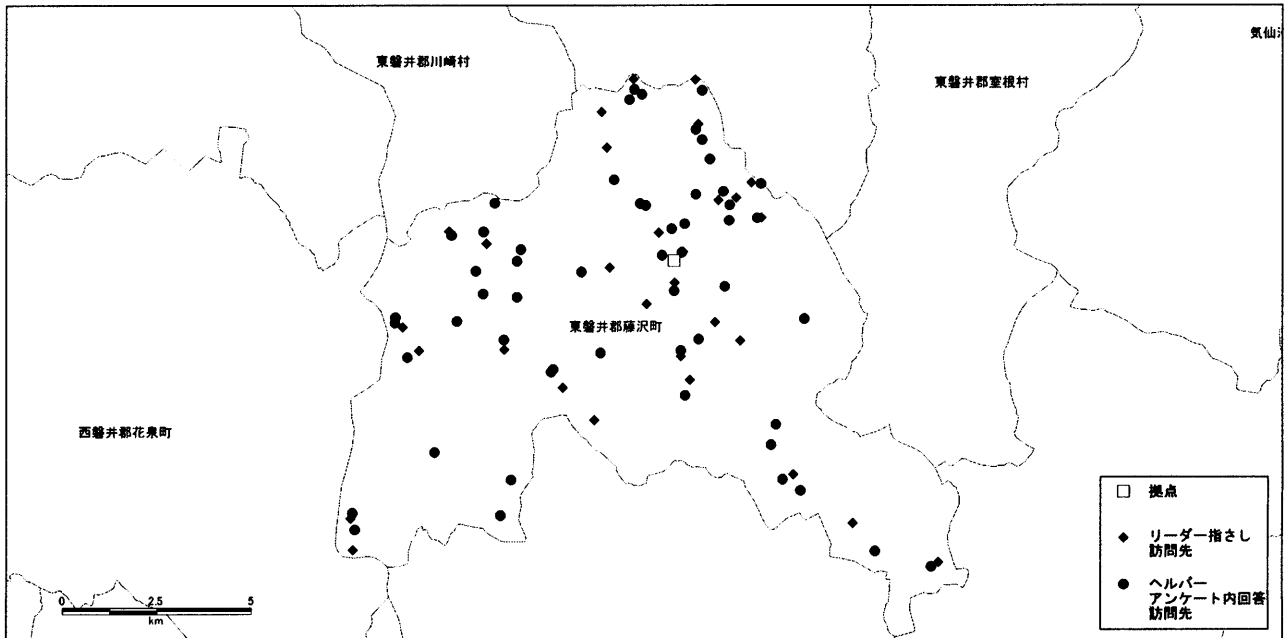 気仙
東磐井郡川崎村
東磐井郡室根村
東磐井郡藤沢町
西磐井郡花泉町
拠点
リーダー指さし
訪問先
ヘルパー
アンケート内回答
訪問先
0 2.5 5
km